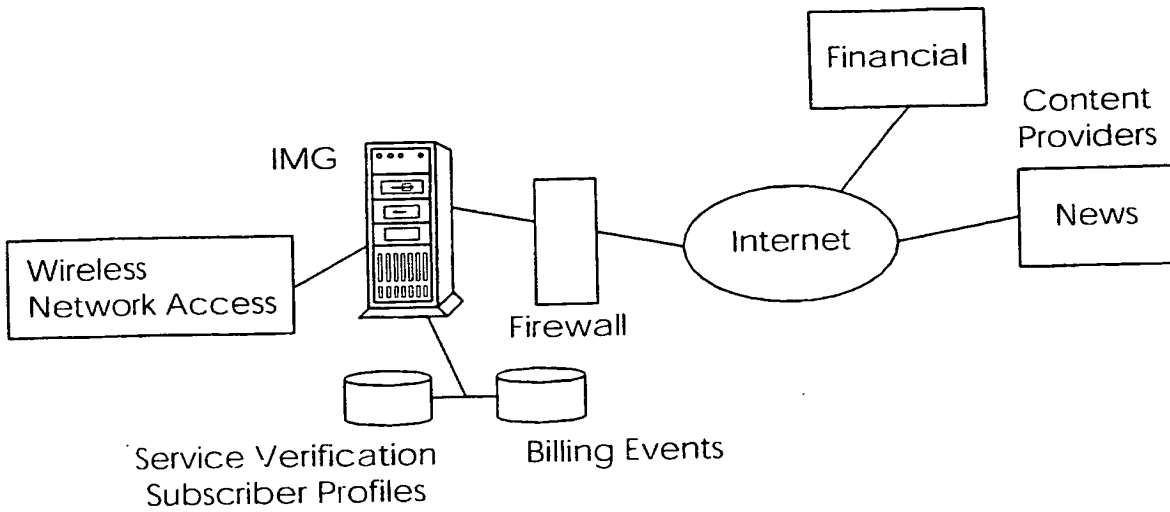 Financial
Content
Providers
IMG
News
Internet
Wireless
Network Access
Firewall
Service Verification
Subscriber Profiles
Billing Events